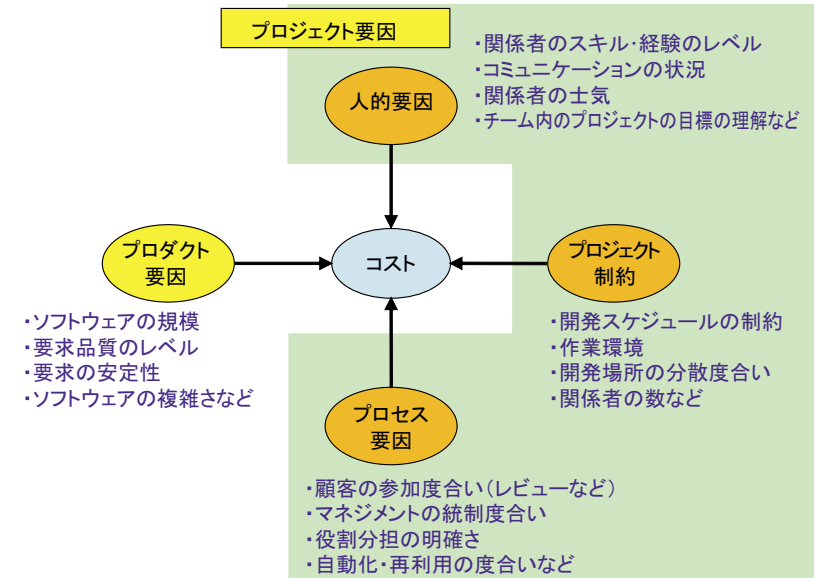 プロジェクト要因
人的要因
・関係者のスキル・経験のレベル
・コミュニケーションの状況
・関係者の士気
・チーム内のプロジェクトの目標の理解など
プロダクト
要因
コスト
プロジェクト
制約
・ソフトウェアの規模
・要求品質のレベル
・要求の安定性
・ソフトウェアの複雑さなど
・開発スケジュールの制約
・作業環境
・開発場所の分散度合い
・関係者の数など
プロセス
要因
・顧客の参加度合い(レビューなど)
・マネジメントの統制度合い
・役割分担の明確さ
・自動化・再利用の度合いなど